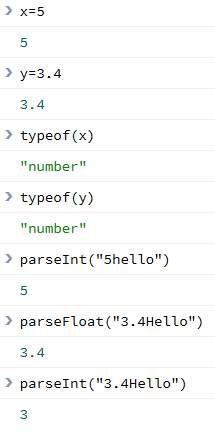 x=5
5
y=3.4
3.4
typeof(x)
"number"
typeof(y)
"number"
parseInt("5hello")
5
parseFloat("3.4Hello")
3.4
parseInt("3.4Hello")
3